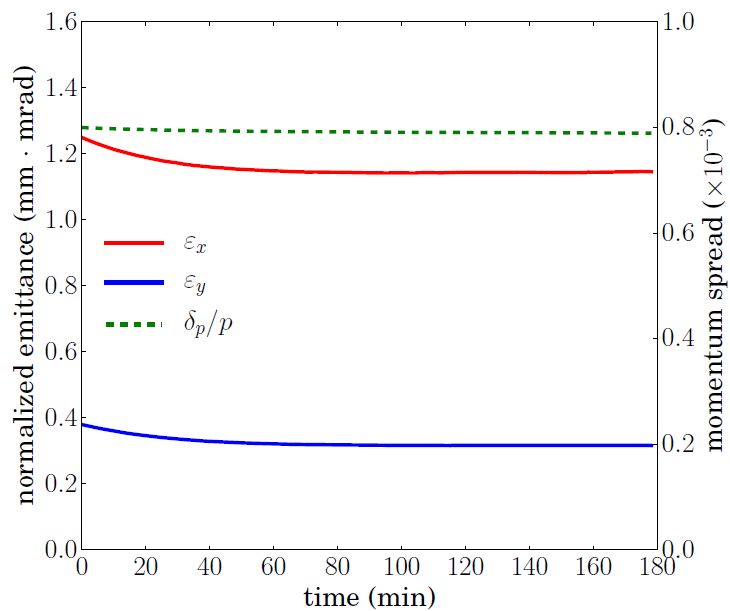 normalized emittance (mm · mrad)
1.6
1.4
1.2
1.0
0.8
0.6
0.4
0.2
0.0
εx
εy
δp/p
1.0
0.8
0.6
0.4
0.2
0.0
momentum spread (×10⁻³)
0 20 40 60 80 100 120 140 160 180
time (min)